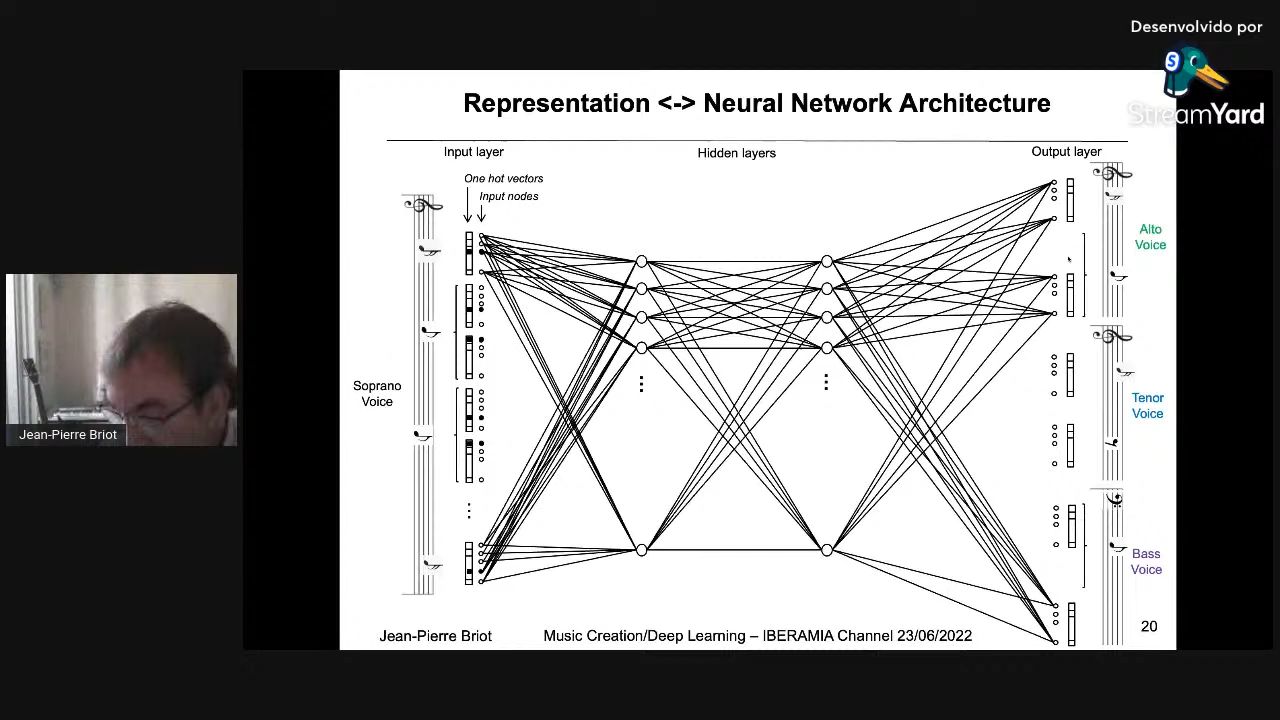 Desenvolvido por
StreamYard
Representation <-> Neural Network Architecture
Input layer
Hidden layers
Output layer
One hot vectors
Input nodes
Alto
Voice
Soprano
Voice
Tenor
Voice
Bass
Voice
Jean-Pierre Briot
Jean-Pierre Briot
Music Creation/Deep Learning – IBERAMIA Channel 23/06/2022
20